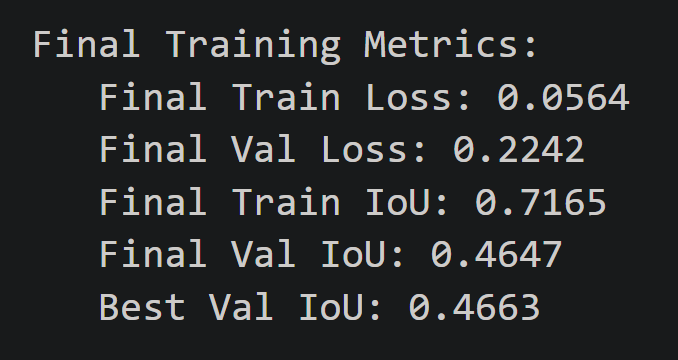 Final Training Metrics:
Final Train Loss: 0.0564
Final Val Loss: 0.2242
Final Train IoU: 0.7165
Final Val IoU: 0.4647
Best Val IoU: 0.4663